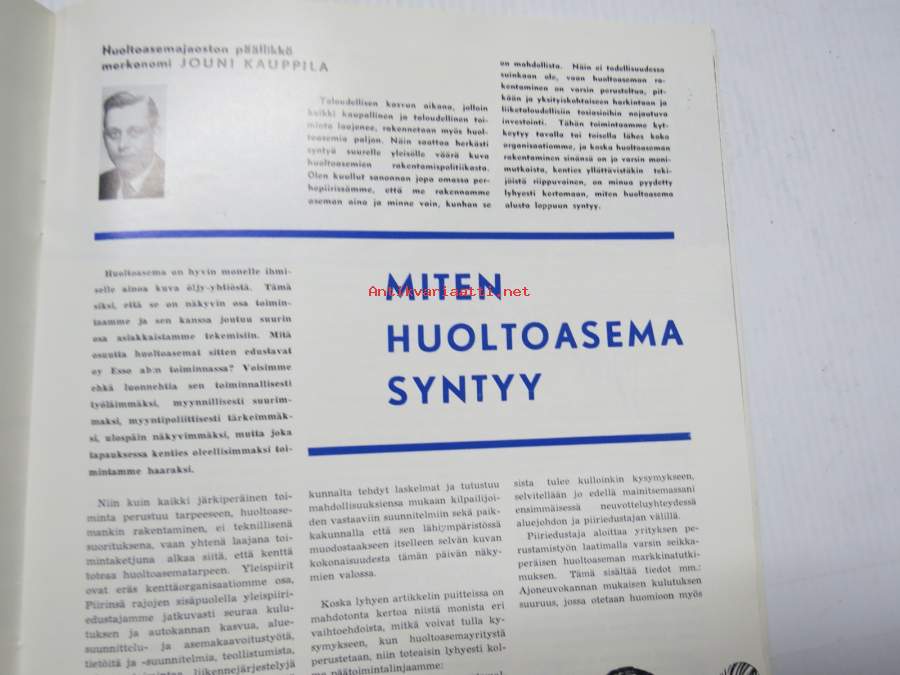 Huoltoasemajaoston päällikkö
merkonomi JOUNI KAUPPILA
Taloudellisen kasvun aikana, jolloin
kaikki kaupallinen ja taloudellinen toi-
minta laajenee, rakennetaan myös huol-
toasemia paljon. Näin saattaa herkästi
syntyä suurelle yleisölle väärä kuva
huoltoasemien rakentamispolitiikasta.
Olen kuullut sanonnan jopa omassa per-
hepiirissämme, että me rakennamme
aseman aina ja minne vain, kunhan se
on mahdollista. Näin ei todellisuudessa
suinkaan ole, vaan huoltoaseman ra-
kentaminen on varsin perusteltua, pit-
kään ja yksityiskohtaiseen harkintaan ja
liiketaloudellisiin tosiasioihin nojautuva
investointi. Tähän toimintaamme kyt-
keytyy tavalla tai toisella lähes koko
organisaatiomme, ja koska huoltoaseman
rakentaminen sinänsä on jo varsin moni-
mutkaista, kenties yllättävistäkin teki-
jöistä riippuvainen, on minua pyydetty
lyhyesti kertomaan, miten huoltoasema
alusta loppuun syntyy.
MITEN
HUOLTOASEMA
SYNTYY
Antikvariaatti.net
Huoltoasema on hyvin monelle ihmi-
selle ainoa kuva öljy-yhtiöstä. Tämä
siksi, että se on näkyvin osa toimin-
taamme ja sen kanssa joutuu suurin
osa asiakkaistamme tekemisiin. Mitä
osuutta huoltoasemat sitten edustavat
oy Esso ab:n toiminnassa? Voisimme
ehkä luonnehtia sen toiminnallisesti
työläimmäksi, myynnillisesti suurim-
maksi, myyntipoliittisesti tärkeimmäk-
si, ulospäin näkyvimmäksi, mutta joka
tapauksessa kenties oleellisimmaksi toi-
mintamme haaraksi.
Niin kuin kaikki järkiperäinen toi-
minta perustuu tarpeeseen, huoltoase-
mankin rakentaminen, ei teknillisenä
suorituksena, vaan yhtenä laajana toi-
mintaketjuna alkaa siitä, että kenttä
toteaa huoltoasematarpeen. Yleispiirit
ovat eräs kenttäorganisaatiomme osa,
Piirinsä rajojen sisäpuolella yleispiiri-
edustajamme jatkuvasti seuraa kulu-
tuksen ja autokannan kasvua, alue-
suunnittelu- ja asemakaavoitustyötä,
tietöitä ja -suunnitelmia, teollistumista,
liikennejärjestelyjä
kunnalta tehdyt laskelmat ja tutustuu
mahdollisuuksiensa mukaan kilpailijoi-
den vastaaviin suunnitelmiin sekä paik-
kakunnalla että sen lähiympäristössä
muodostaakseen itselleen selvän kuvan
kokonaisuudesta tämän päivän näky-
mien valossa.
Koska lyhyen artikkelin puitteissa on
mahdotonta kertoa niistä monista eri
vaihtoehdoista, mitkä voivat tulla ky-
symykseen, kun huoltoasemayritystä
perustetaan, niin toteaisin lyhyesti kol-
me päätoimintalinjaamme:
sista tulee kulloinkin kysymykseen,
selvitellään jo edellä mainitsemassani
ensimmäisessä neuvotteluyhteydessä
aluejohdon ja piiriedustajan välillä.
Piiriedustaja aloittaa yrityksen pe-
rustamistyön laatimalla varsin seikka-
peräisen huoltoaseman markkinatutki-
muksen. Tämä sisältää tiedot mm.:
Ajoneuvokannan mukaisen kulutuksen
suuruus, jossa otetaan huomioon myös